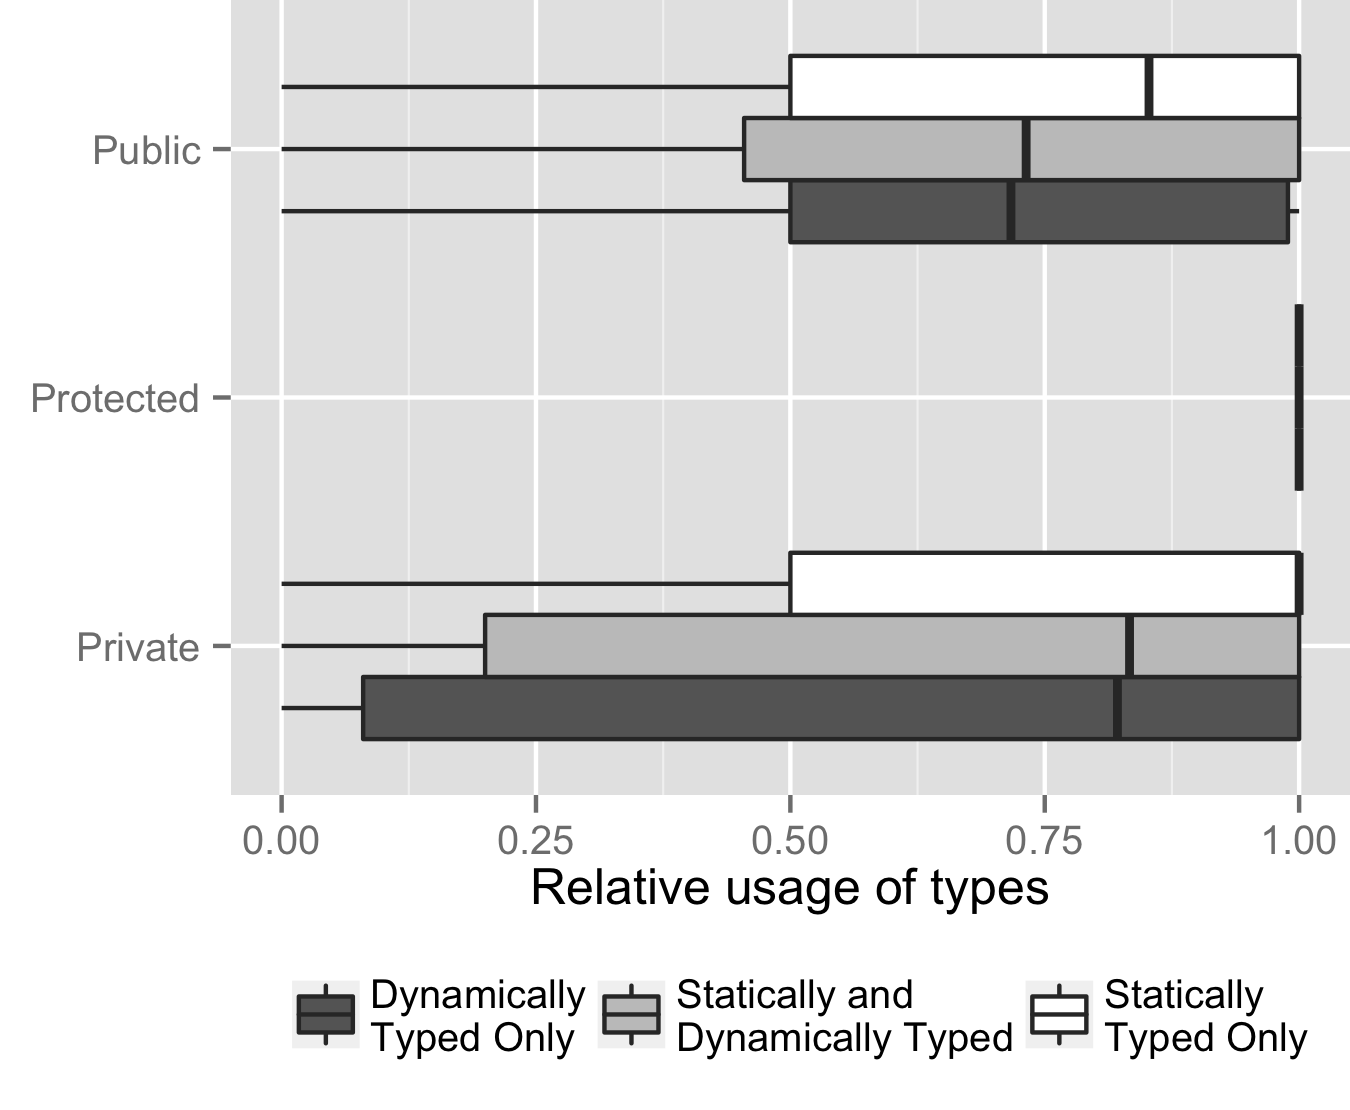 Public
Protected
Private
0.00 0.25 0.50 0.75 1.00
Relative usage of types
Dynamically
Typed Only
Statically and
Dynamically Typed
Statically
Typed Only